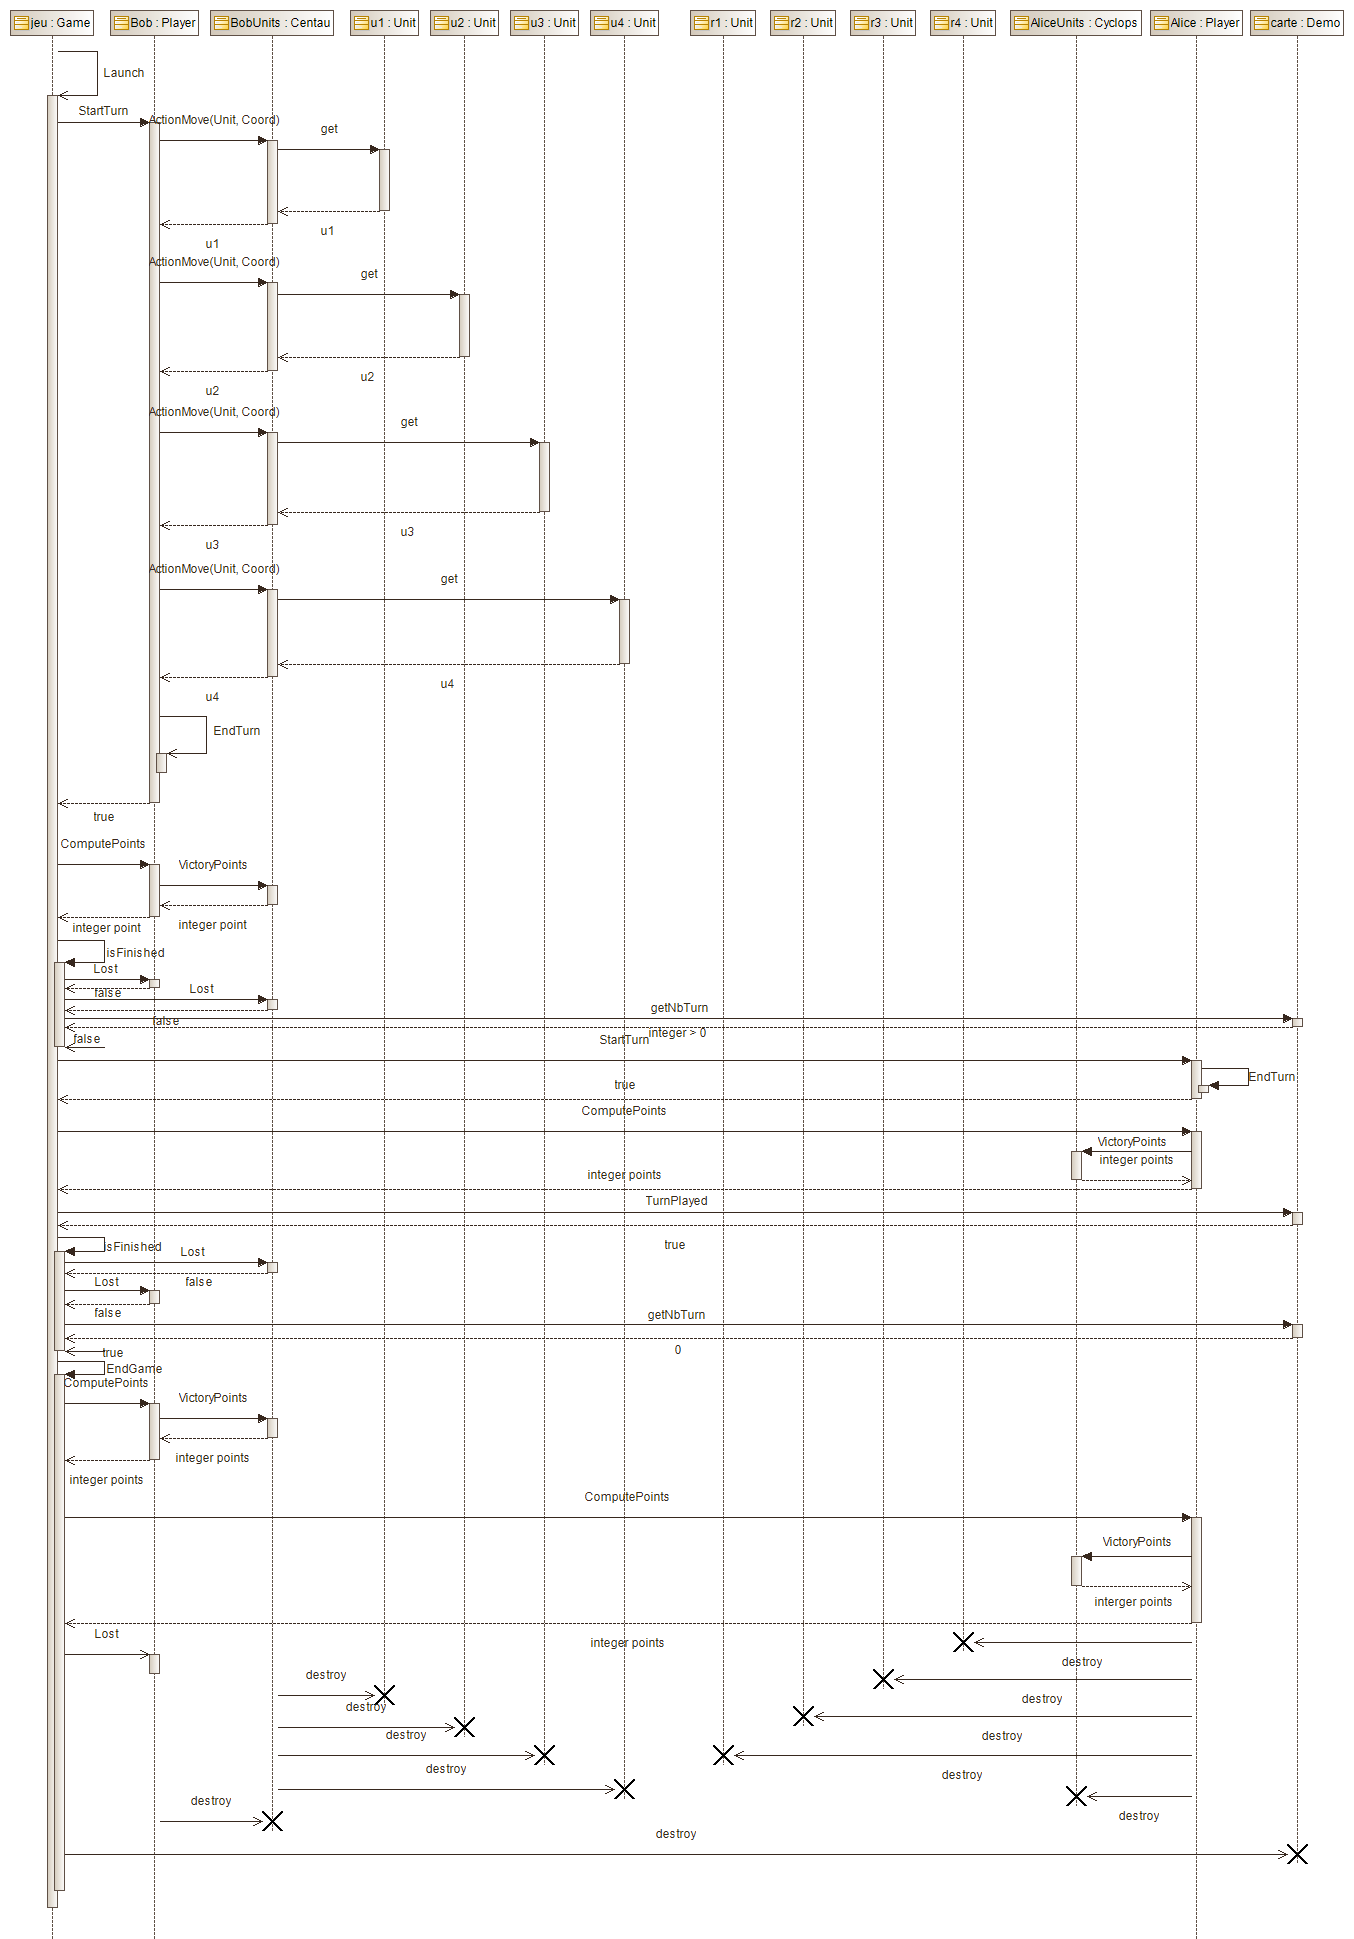 jeu : Game
Bob : Player
BobUnits : Centau
u1 : Unit
u2 : Unit
u3 : Unit
u4 : Unit
r1 : Unit
r2 : Unit
r3 : Unit
r4 : Unit
AliceUnits : Cyclops
Alice : Player
carte : Demo
Launch
StartTurn
ActionMove(Unit, Coord)
get
u1
u1
ActionMove(Unit, Coord)
get
u2
u2
ActionMove(Unit, Coord)
get
u3
u3
ActionMove(Unit, Coord)
get
u4
u4
EndTurn
true
ComputePoints
VictoryPoints
integer point
integer point
isFinished
Lost
false
Lost
false
getNbTurn
integer > 0
false
StartTurn
EndTurn
true
ComputePoints
VictoryPoints
integer points
integer points
TurnPlayed
true
isFinished
Lost
false
Lost
false
getNbTurn
0
true
EndGame
ComputePoints
VictoryPoints
integer points
integer points
ComputePoints
VictoryPoints
interger points
integer points
Lost
destroy
destroy
destroy
destroy
destroy
destroy
destroy
destroy
destroy
destroy
destroy